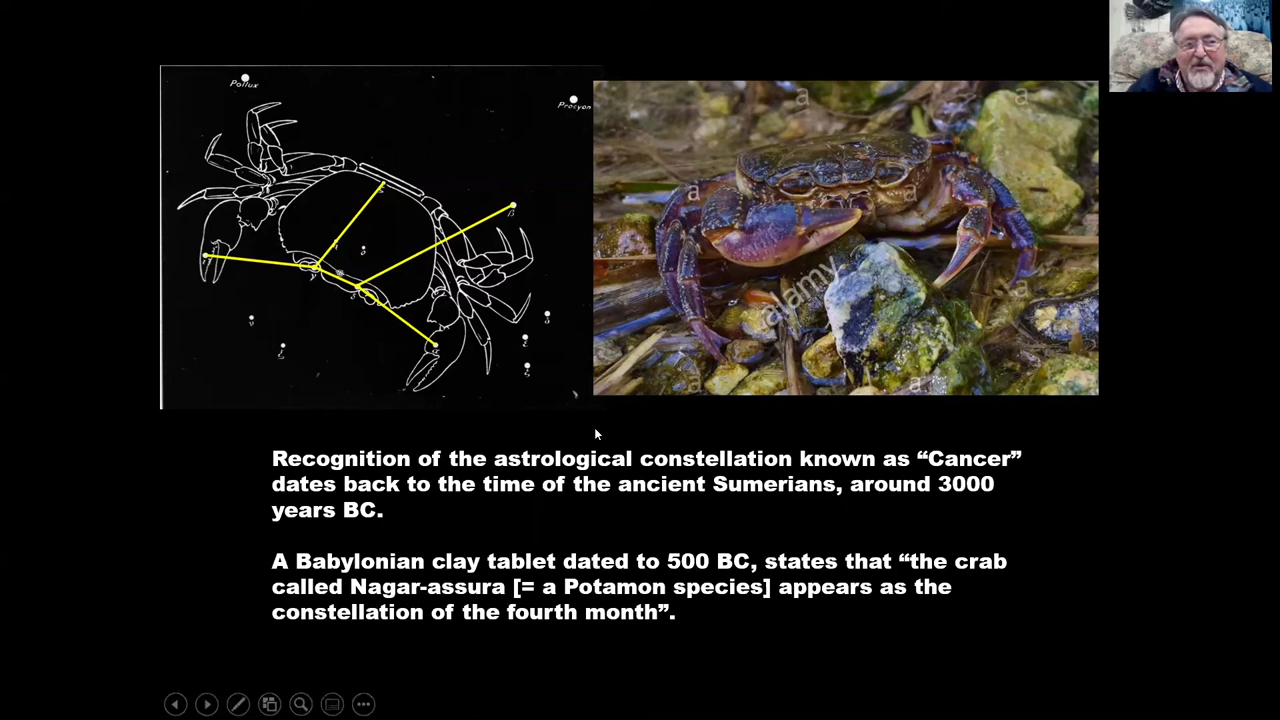 Pollux
Procyon
a
a
a
a
alamy
a
a
a
Recognition of the astrological constellation known as “Cancer”
dates back to the time of the ancient Sumerians, around 3000
years BC.
A Babylonian clay tablet dated to 500 BC, states that “the crab
called Nagar-assura [= a Potamon species] appears as the
constellation of the fourth month”.